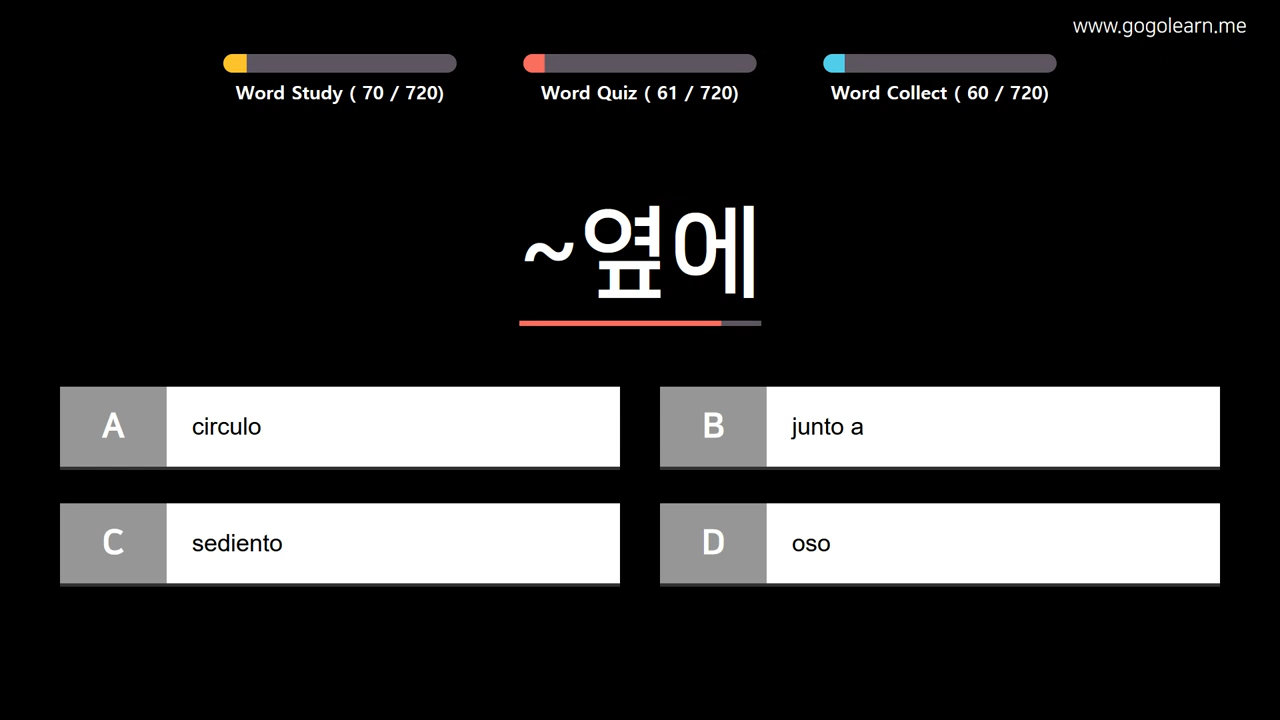 www.gogolearn.me
Word Study ( 70 / 720)
Word Quiz ( 61 / 720)
Word Collect ( 60 / 720)
~옆에
A circulo
B junto a
C sediento
D oso